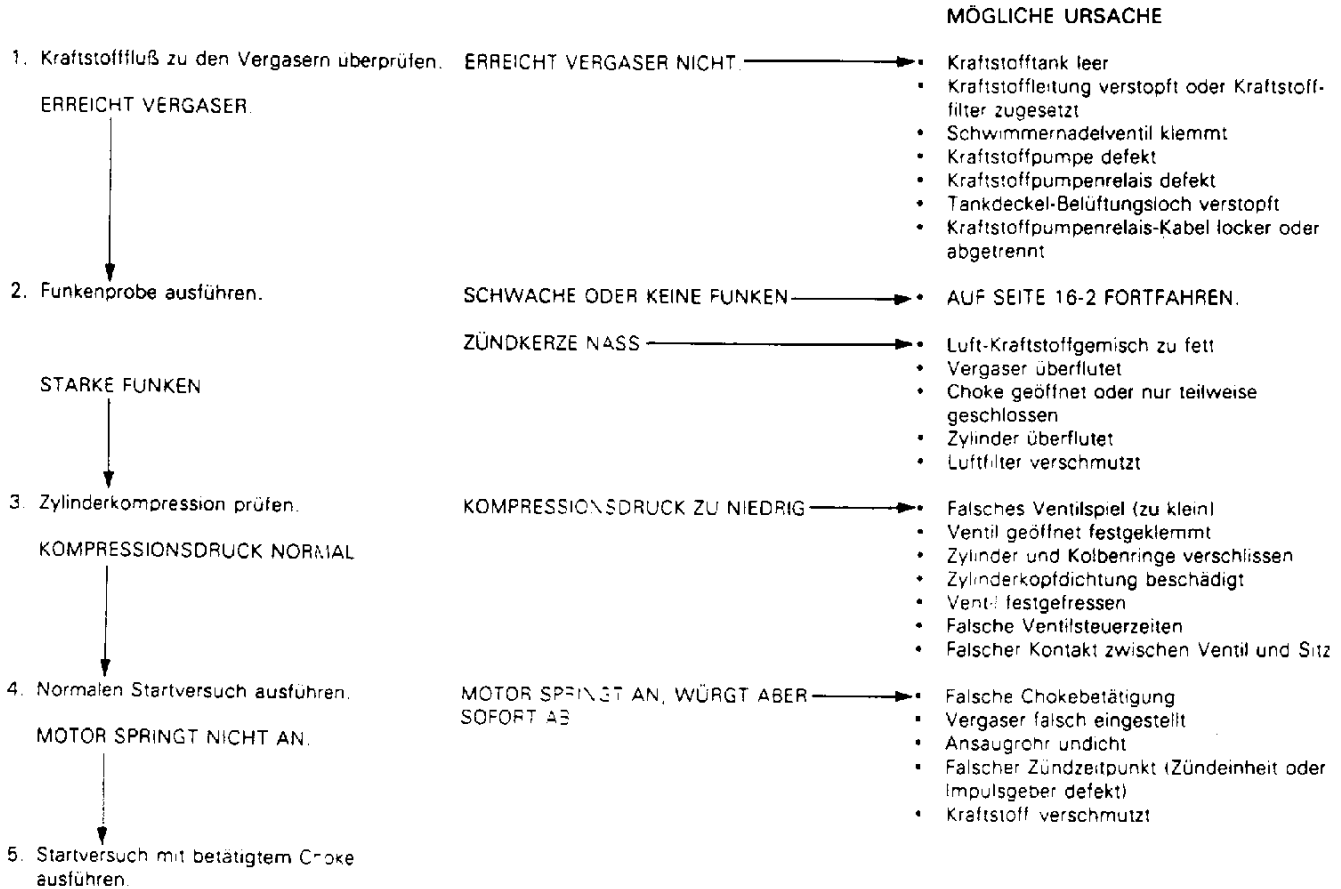 MÖGLICHE URSACHE
1. Kraftstofffluß zu den Vergasern überprüfen.
ERREICHT VERGASER NICHT.
• Kraftstofftank leer
• Kraftstoffleitung verstopft oder Kraftstoff-
filter zugesetzt
• Schwimmernadelventil klemmt
• Kraftstoffpumpe defekt
• Kraftstoffpumpenrelais defekt
• Tankdeckel-Belüftungsloch verstopft
• Kraftstoffpumpenrelais-Kabel locker oder
abgetrennt
ERREICHT VERGASER.
2. Funkenprobe ausführen.
SCHWACHE ODER KEINE FUNKEN
• AUF SEITE 16-2 FORTFAHREN.
ZÜNDKERZE NASS
• Luft-Kraftstoffgemisch zu fett
• Vergaser überflutet
• Choke geöffnet oder nur teilweise
geschlossen
• Zylinder überflutet
• Luftfilter verschmutzt
STARKE FUNKEN
3. Zylinderkompression prüfen.
KOMPRESSIONSDRUCK ZU NIEDRIG
• Falsches Ventilspiel (zu klein)
• Ventil geöffnet festgeklemmt
• Zylinder und Kolbenringe verschlissen
• Zylinderkopfdichtung beschädigt
• Ventil festgefressen
• Falsche Ventilsteuerzeiten
• Falscher Kontakt zwischen Ventil und Sitz
KOMPRESSIONSDRUCK NORMAL
4. Normalen Startversuch ausführen.
MOTOR SPRINGT AN, WÜRGT ABER
SOFORT AB
• Falsche Chokebetätigung
• Vergaser falsch eingestellt
• Ansaugrohr undicht
• Falscher Zündzeitpunkt (Zündeinheit oder
Impulsgeber defekt)
• Kraftstoff verschmutzt
MOTOR SPRINGT NICHT AN.
5. Startversuch mit betätigtem Choke
ausführen.